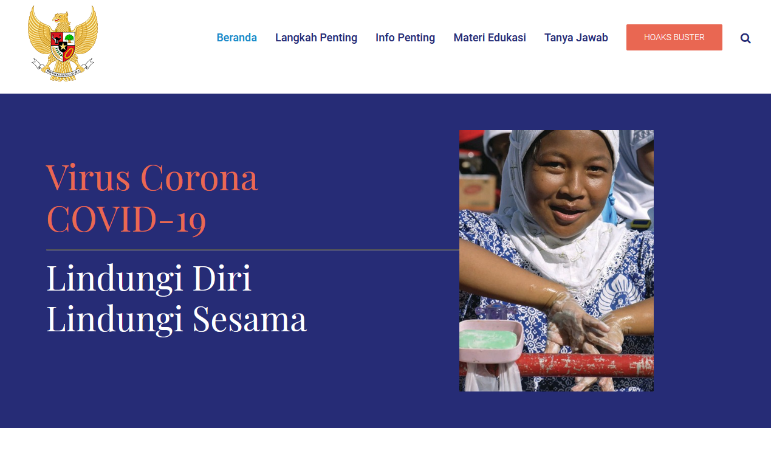 Beranda Langkah Penting Info Penting Materi Edukasi Tanya Jawab HOAKS BUSTER
Virus Corona
COVID-19
Lindungi Diri
Lindungi Sesama